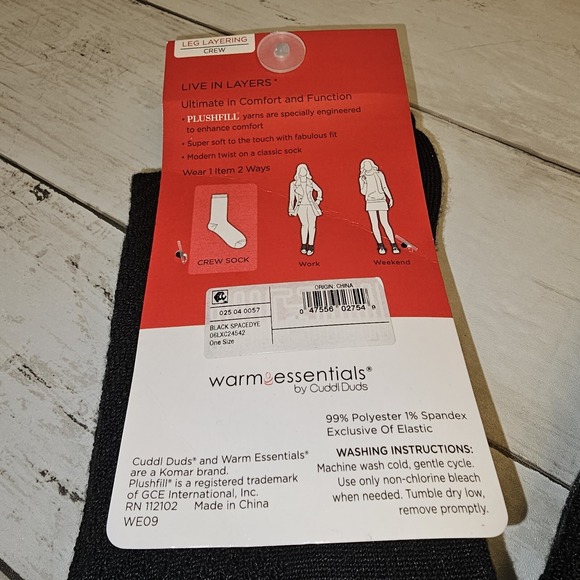 LEG LAYERING
CREW
LIVE IN LAYERS®
Ultimate in Comfort and Function
• PLUSHFILL® yarns are specially engineered
to enhance comfort
• Super soft to the touch with fabulous fit
• Modern twist on a classic sock
Wear 1 Item 2 Ways
CREW SOCK
Work
Weekend
025 04 0057
ORIGIN: CHINA
BLACK SPACEDYE
06LXC24542
One Size
0 47556 02754 9
warm essentials®
by Cuddl Duds
99% Polyester 1% Spandex
Exclusive Of Elastic
Cuddl Duds® and Warm Essentials®
are a Komar brand.
Plushfill® is a registered trademark
of GCE International, Inc.
RN 112102 Made in China
WE09
WASHING INSTRUCTIONS:
Machine wash cold, gentle cycle.
Use only non-chlorine bleach
when needed. Tumble dry low,
remove promptly.